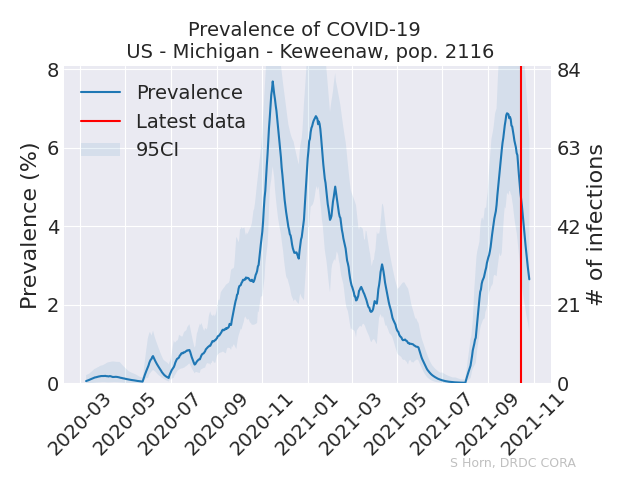 Prevalence of COVID-19
US - Michigan - Keweenaw, pop. 2116
Prevalence
Latest data
95CI
Prevalence (%)
8
6
4
2
0
84
63
42
21
0
# of infections
2020-03
2020-05
2020-07
2020-09
2020-11
2021-01
2021-03
2021-05
2021-07
2021-09
2021-11
S Horn, DRDC CORA